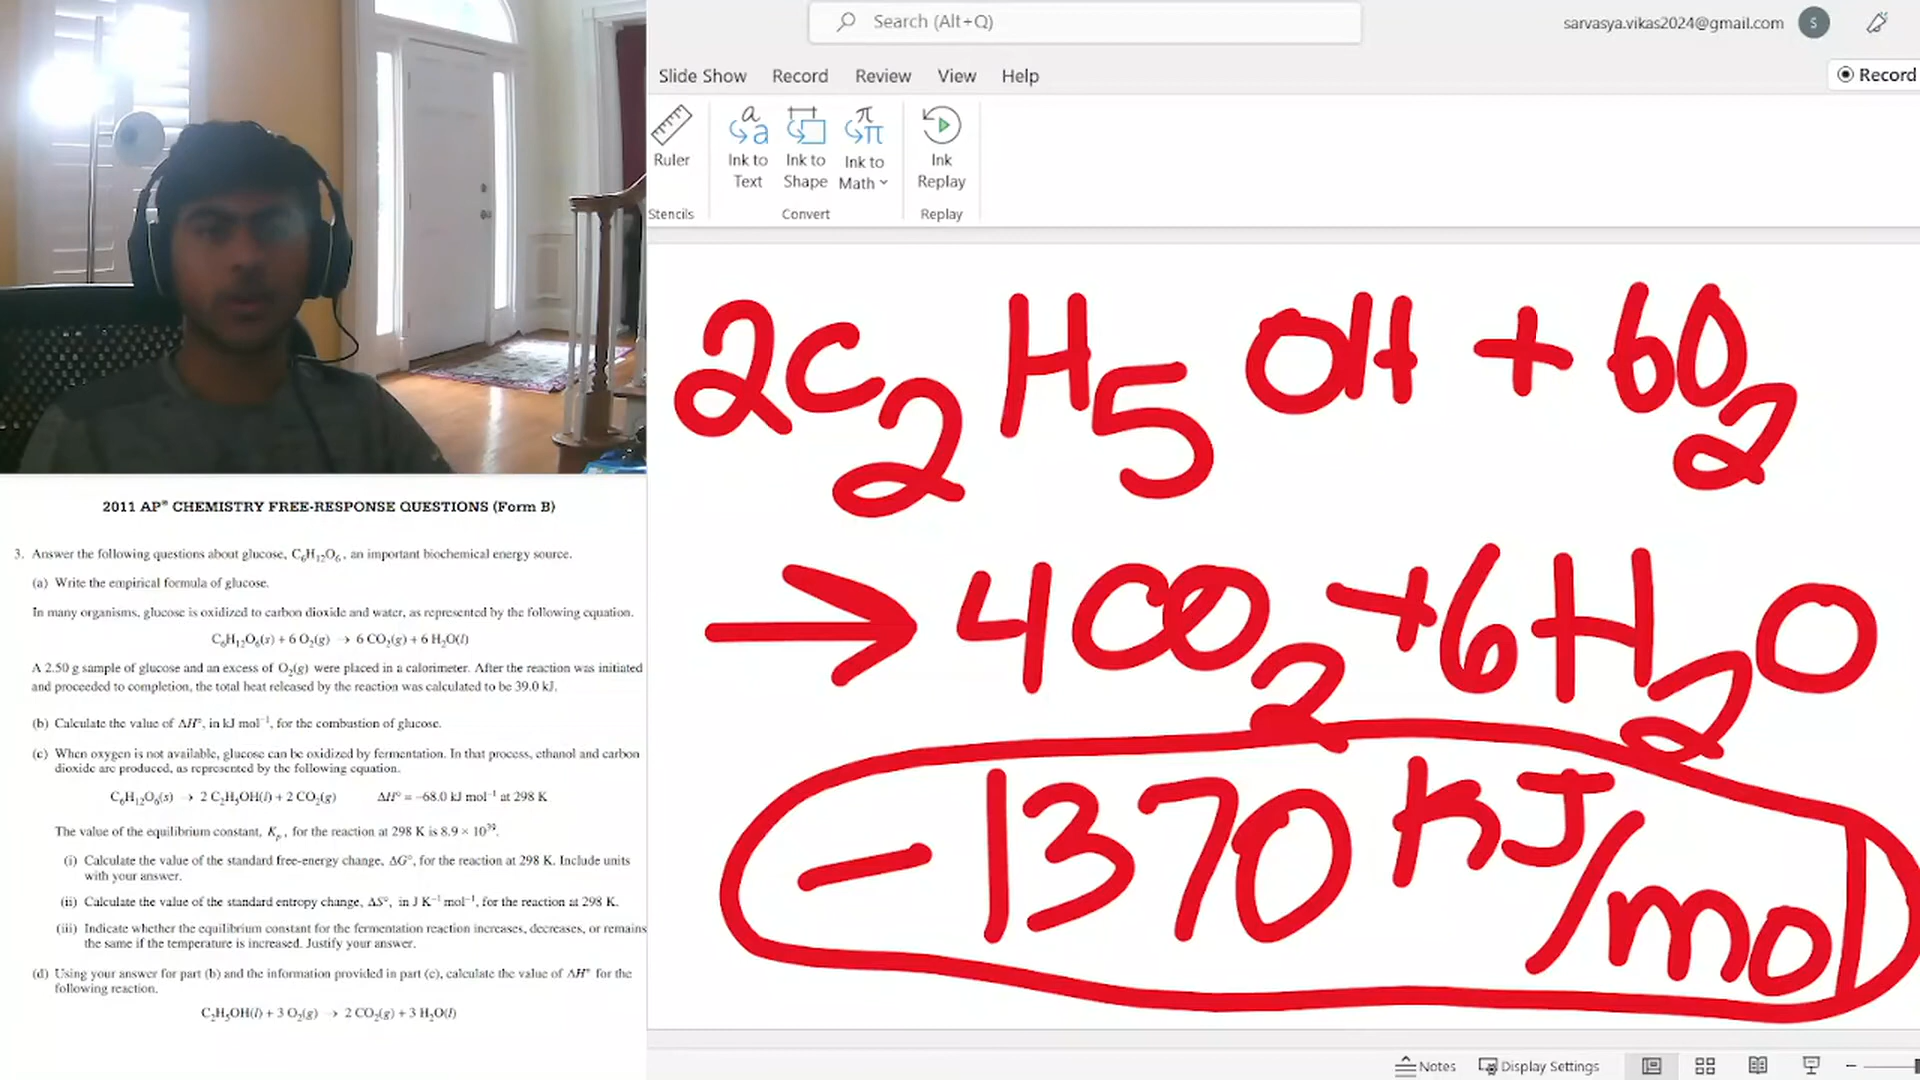 Search (Alt+Q)
sarvasya.vikas2024@gmail.com
S
Slide Show Record Review View Help
Record
Ruler
Ink to Text
Ink to Shape
Ink to Math
Ink Replay
Stencils
Convert
Replay
2C₂H₅OH + 6O₂
→ 4CO₂ + 6H₂O
-1370 KJ/mol
2011 AP® CHEMISTRY FREE-RESPONSE QUESTIONS (Form B)
3. Answer the following questions about glucose, C₆H₁₂O₆, an important biochemical energy source.
(a) Write the empirical formula of glucose.
In many organisms, glucose is oxidized to carbon dioxide and water, as represented by the following equation.
C₆H₁₂O₆(s) + 6 O₂(g) → 6 CO₂(g) + 6 H₂O(l)
A 2.50 g sample of glucose and an excess of O₂(g) were placed in a calorimeter. After the reaction was initiated
and proceeded to completion, the total heat released by the reaction was calculated to be 39.0 kJ.
(b) Calculate the value of ΔH°, in kJ mol⁻¹, for the combustion of glucose.
(c) When oxygen is not available, glucose can be oxidized by fermentation. In that process, ethanol and carbon
dioxide are produced, as represented by the following equation.
C₆H₁₂O₆(s) → 2 C₂H₅OH(l) + 2 CO₂(g) ΔH° = −68.0 kJ mol⁻¹ at 298 K
The value of the equilibrium constant, Kₚ, for the reaction at 298 K is 8.9 × 10³⁹.
(i) Calculate the value of the standard free-energy change, ΔG°, for the reaction at 298 K. Include units
with your answer.
(ii) Calculate the value of the standard entropy change, ΔS°, in J K⁻¹ mol⁻¹, for the reaction at 298 K.
(iii) Indicate whether the equilibrium constant for the fermentation reaction increases, decreases, or remains
the same if the temperature is increased. Justify your answer.
(d) Using your answer for part (b) and the information provided in part (c), calculate the value of ΔH° for the
following reaction.
C₂H₅OH(l) + 3 O₂(g) → 2 CO₂(g) + 3 H₂O(l)
Notes Display Settings